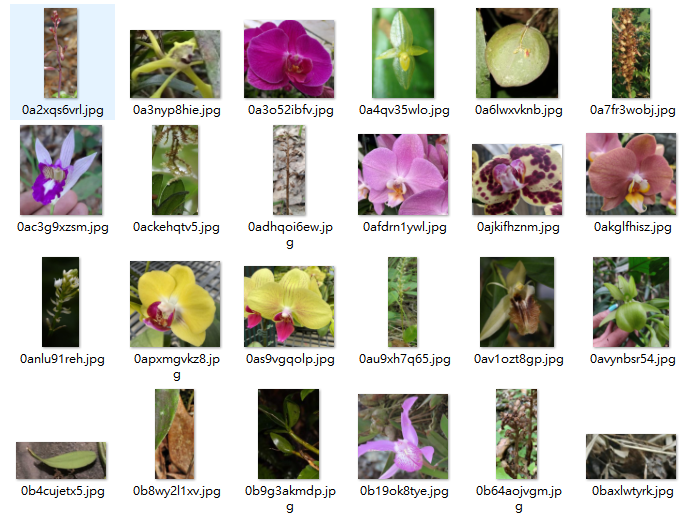 0a2xqs6vrl.jpg
0a3nyp8hie.jpg
0a3o52ibfv.jpg
0a4qv35wlo.jpg
0a6lwxvknb.jpg
0a7fr3wobj.jpg
0ac3g9xzsm.jpg
0ackehqtv5.jpg
0adhqoi6ew.jp
g
0afdrn1ywl.jpg
0ajkifhznm.jpg
0akglfhisz.jpg
0anlu91reh.jpg
0apxmgvkz8.jp
g
0as9vgqolp.jpg
0au9xh7q65.jpg
0av1ozt8gp.jpg
0avynbsr54.jpg
0b4cujetx5.jpg
0b8wy2l1xv.jpg
0b9g3akmdp.jp
g
0b19ok8tye.jpg
0b64aojvgm.jp
g
0baxlwtyrk.jpg